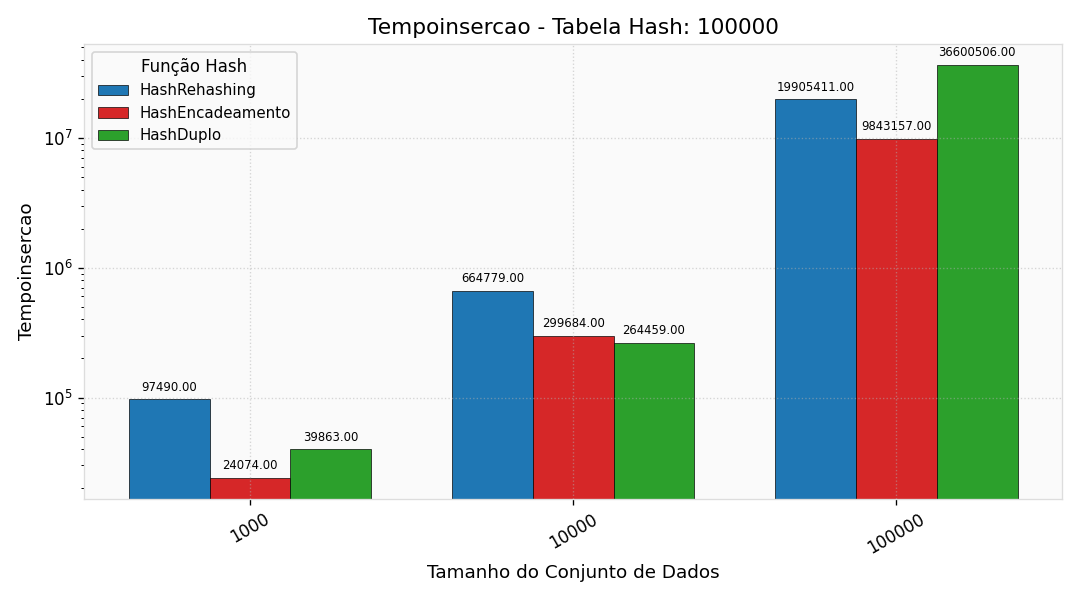 Tempoinsercao - Tabela Hash: 100000
Função Hash
HashRehashing
HashEncadeamento
HashDuplo
Tempoinsercao
10^7
10^6
10^5
97490.00
24074.00
39863.00
664779.00
299684.00
264459.00
19905411.00
9843157.00
36600506.00
1000
10000
100000
Tamanho do Conjunto de Dados